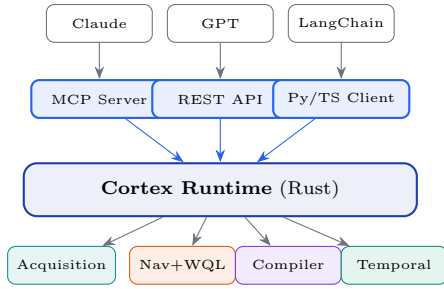 Claude
GPT
LangChain
MCP Server
REST API
Py/TS Client
Cortex Runtime (Rust)
Acquisition
Nav+WQL
Compiler
Temporal